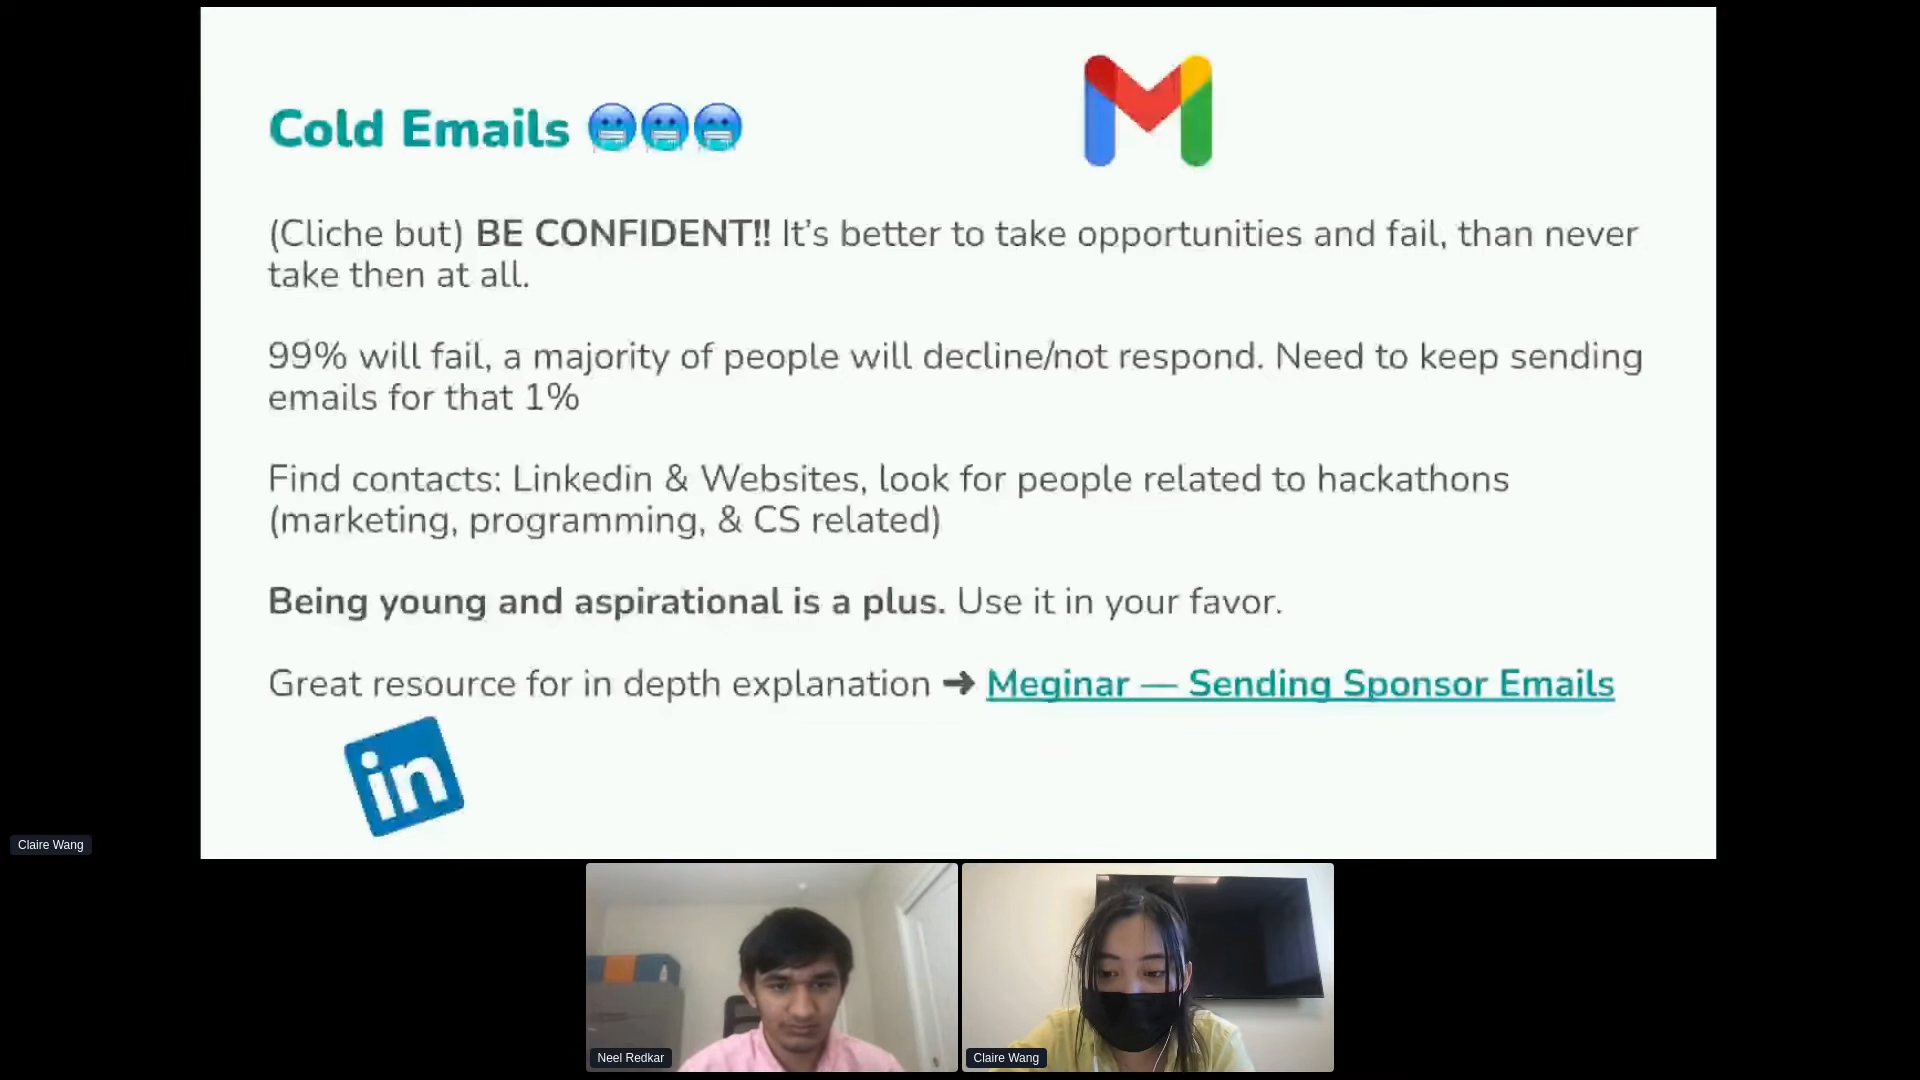 Cold Emails 🥶🥶🥶
(Cliche but) BE CONFIDENT!! It's better to take opportunities and fail, than never
take then at all.
99% will fail, a majority of people will decline/not respond. Need to keep sending
emails for that 1%
Find contacts: Linkedin & Websites, look for people related to hackathons
(marketing, programming, & CS related)
Being young and aspirational is a plus. Use it in your favor.
Great resource for in depth explanation ➜ Meginar — Sending Sponsor Emails
in
Claire Wang
Neel Redkar
Claire Wang